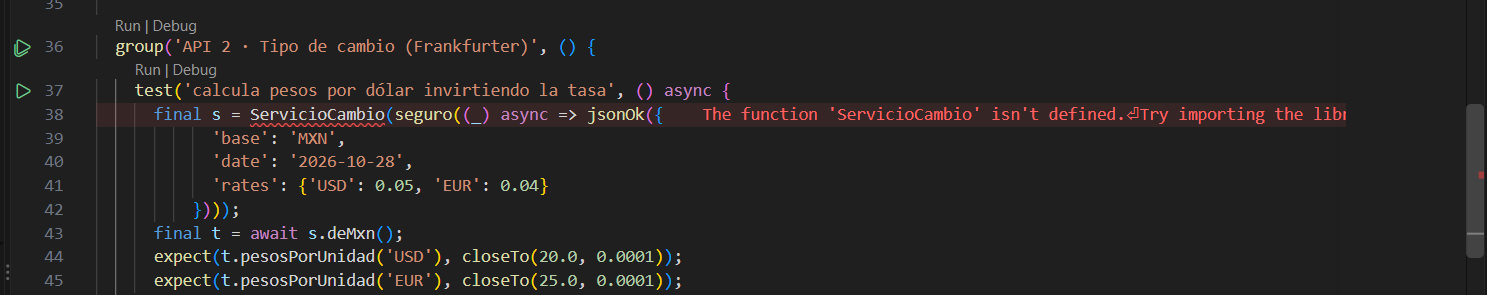 35
Run | Debug
36 group('API 2 · Tipo de cambio (Frankfurter)', () {
Run | Debug
37 test('calcula pesos por dólar invirtiendo la tasa', () async {
38 final s = ServicioCambio(seguro((_) async => jsonOk({ The function 'ServicioCambio' isn't defined.⏎Try importing the
39 'base': 'MXN',
40 'date': '2026-10-28',
41 'rates': {'USD': 0.05, 'EUR': 0.04}
42 })));
43 final t = await s.deMxn();
44 expect(t.pesosPorUnidad('USD'), closeTo(20.0, 0.0001));
45 expect(t.pesosPorUnidad('EUR'), closeTo(25.0, 0.0001));